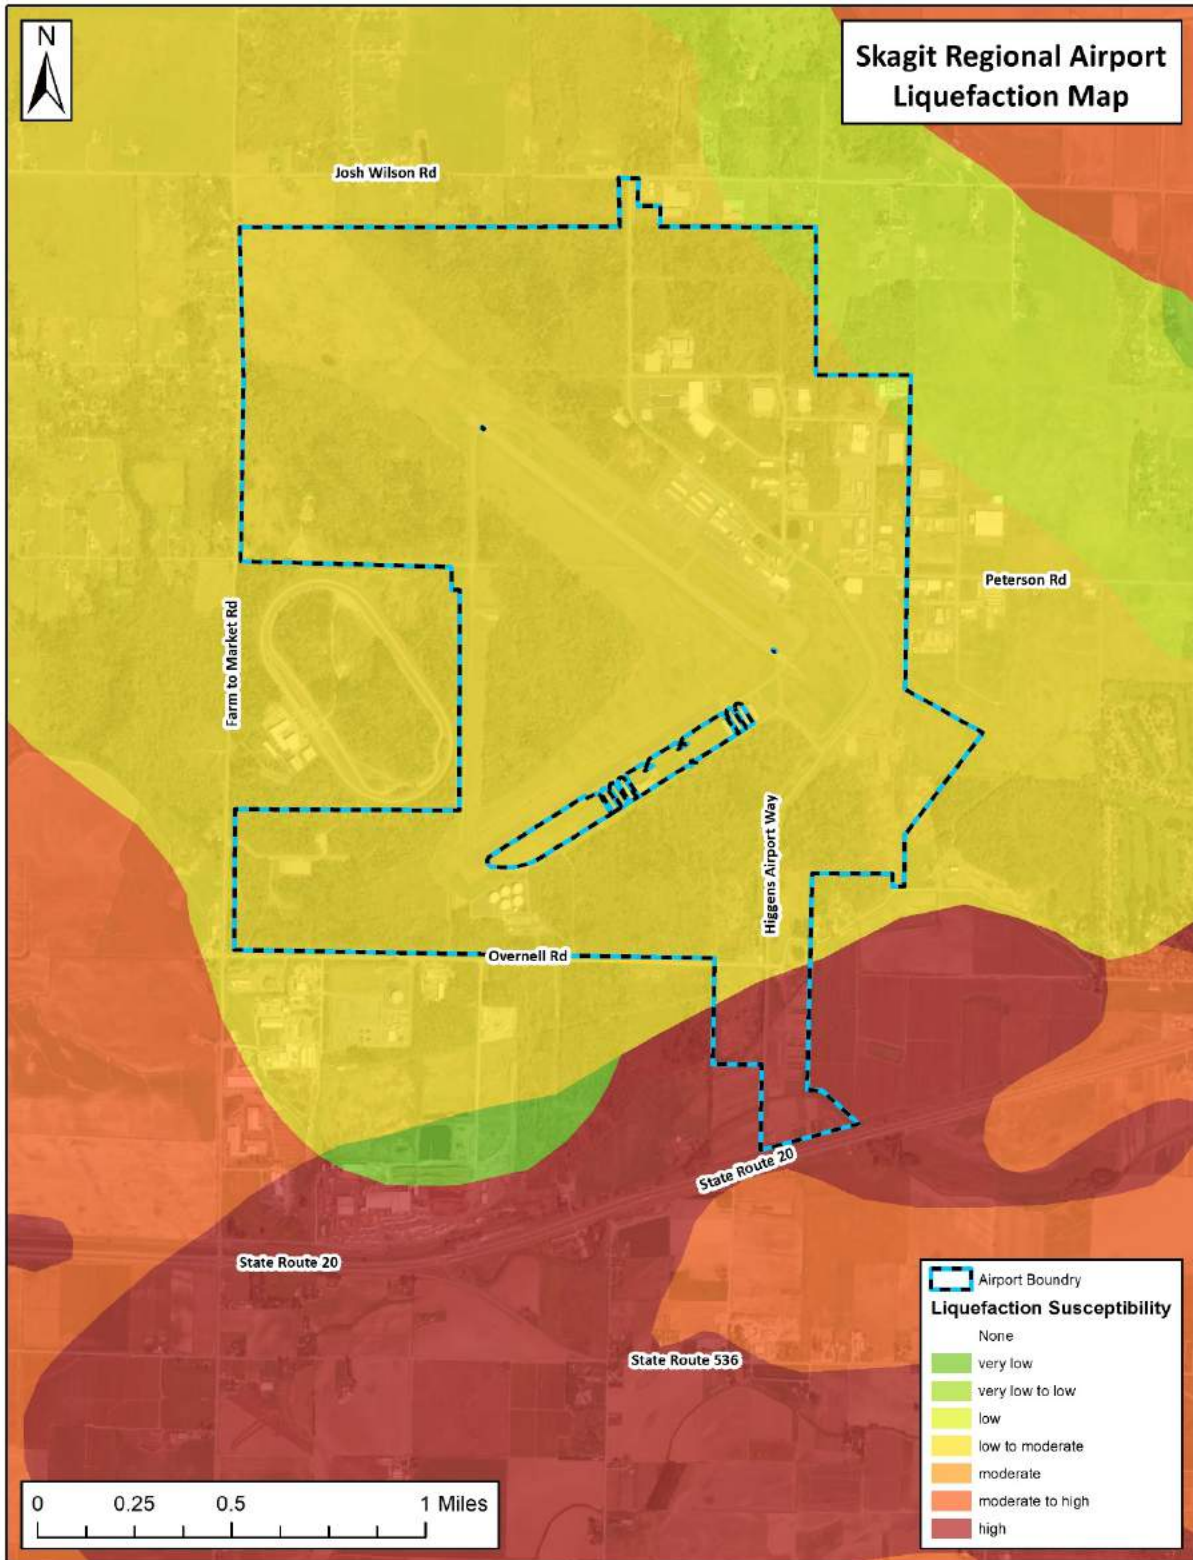 N
Skagit Regional Airport
Liquefaction Map
Josh Wilson Rd
Peterson Rd
Farm to Market Rd
Higgens Airport Way
Overnell Rd
State Route 20
State Route 20
State Route 536
Airport Boundry
Liquefaction Susceptibility
None
very low
very low to low
low
low to moderate
moderate
moderate to high
high
0 0.25 0.5 1 Miles